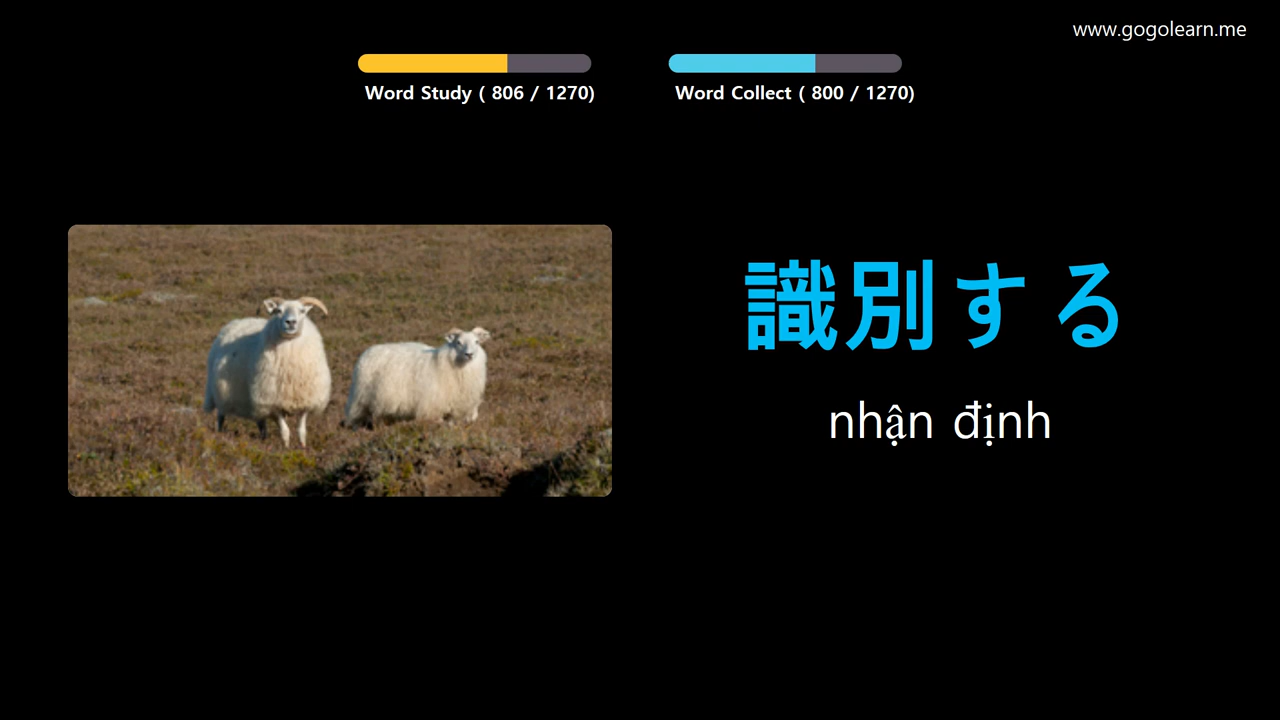 www.gogolearn.me
Word Study ( 806 / 1270)
Word Collect ( 800 / 1270)
識別する
nhận định